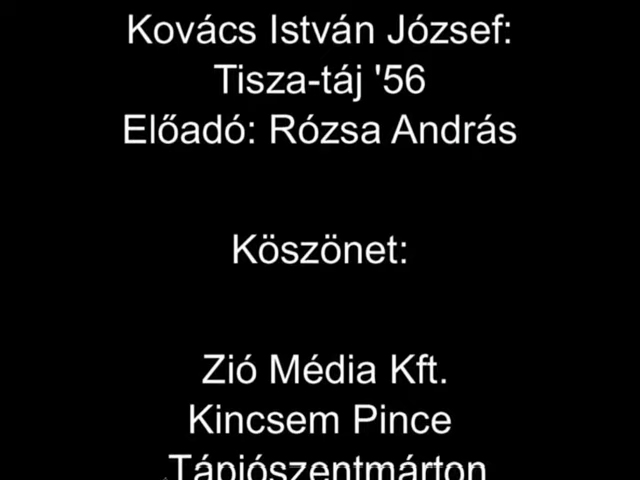 Kovács István József:
Tisza-táj '56
Előadó: Rózsa András
Köszönet:
Zió Média Kft.
Kincsem Pince
Tápiószentmárton